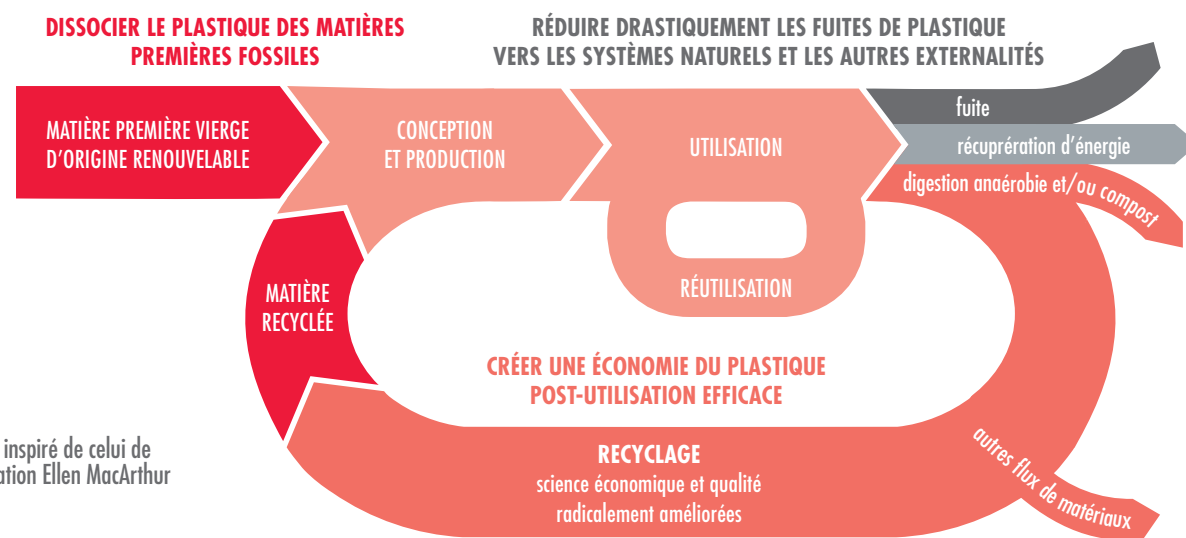 DISSOCIER LE PLASTIQUE DES MATIÈRES
PREMIÈRES FOSSILES
RÉDUIRE DRASTIQUEMENT LES FUITES DE PLASTIQUE
VERS LES SYSTÈMES NATURELS ET LES AUTRES EXTERNALITÉS
MATIÈRE PREMIÈRE VIERGE
D'ORIGINE RENOUVELABLE
CONCEPTION
ET PRODUCTION
UTILISATION
fuite
récuprération d'énergie
digestion anaérobie et/ou compost
RÉUTILISATION
MATIÈRE
RECYCLÉE
CRÉER UNE ÉCONOMIE DU PLASTIQUE
POST-UTILISATION EFFICACE
RECYCLAGE
science économique et qualité
radicalement améliorées
autres flux de matériaux
inspiré de celui de
ation Ellen MacArthur